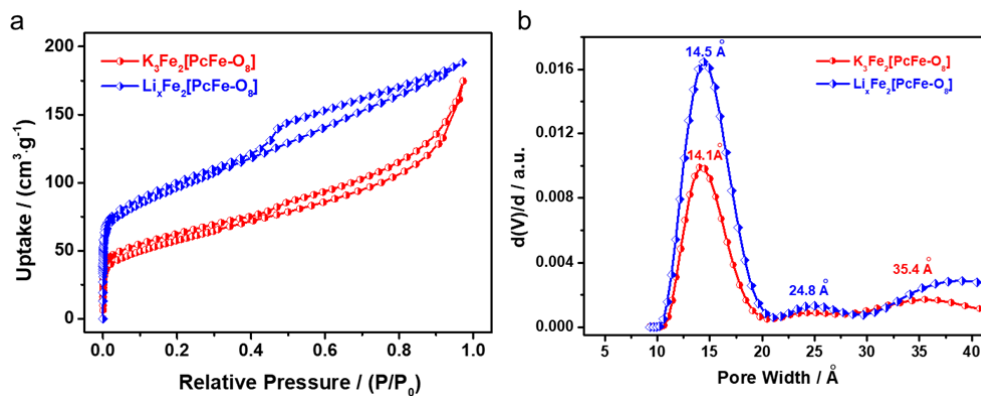 a
K₃Fe₂[PcFe-O₈]
LiₓFe₂[PcFe-O₈]
200
150
100
50
0
0.0 0.2 0.4 0.6 0.8 1.0
Uptake / (cm³·g⁻¹)
Relative Pressure / (P/P₀)
b
14.5 Å
K₃Fe₂[PcFe-O₈]
LiₓFe₂[PcFe-O₈]
14.1Å
24.8 Å
35.4 Å
0.016
0.012
0.008
0.004
0.000
5 10 15 20 25 30 35 40
d(V)/d / a.u.
Pore Width / Å